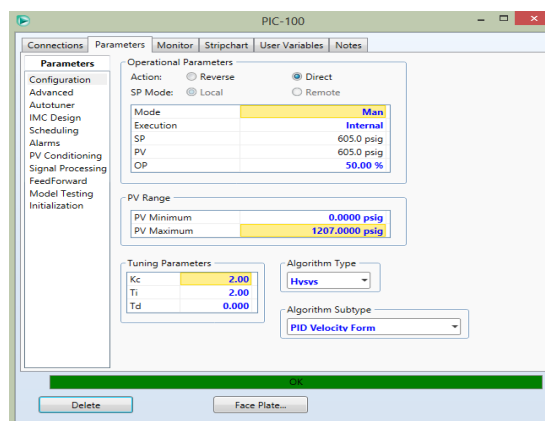 PIC-100
Connections Parameters Monitor Stripchart User Variables Notes
Parameters
Configuration
Advanced
Autotuner
IMC Design
Scheduling
Alarms
PV Conditioning
Signal Processing
FeedForward
Model Testing
Initialization
Operational Parameters
Action: Reverse Direct
SP Mode: Local Remote
Mode Man
Execution Internal
SP 605.0 psig
PV 605.0 psig
OP 50.00 %
PV Range
PV Minimum 0.0000 psig
PV Maximum 1207.0000 psig
Tuning Parameters
Kc 2.00
Ti 2.00
Td 0.000
Algorithm Type
Hysys
Algorithm Subtype
PID Velocity Form
OK
Delete Face Plate...